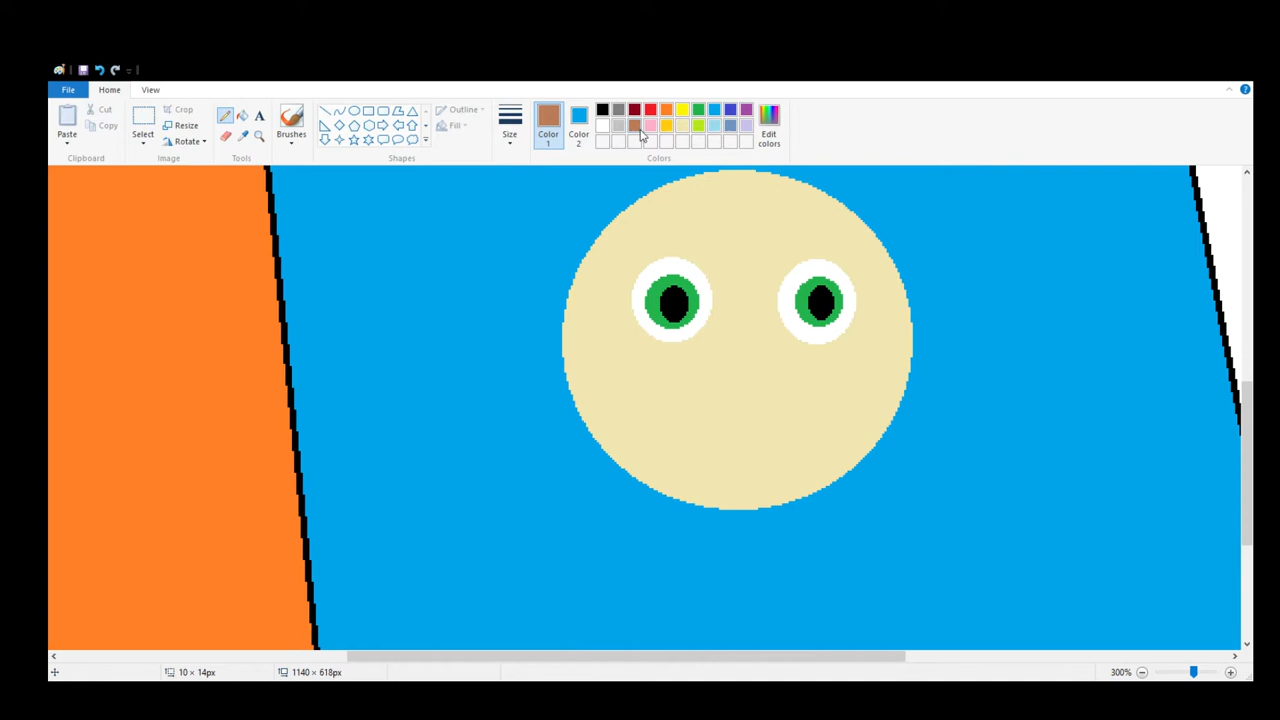 File Home View
Paste
Cut
Copy
Clipboard
Select
Crop
Resize
Rotate
Image
A
Tools
Brushes
Shapes
Outline
Fill
Size
Color
1
Color
2
Colors
Edit
colors
10 × 14px
1140 × 618px
300%